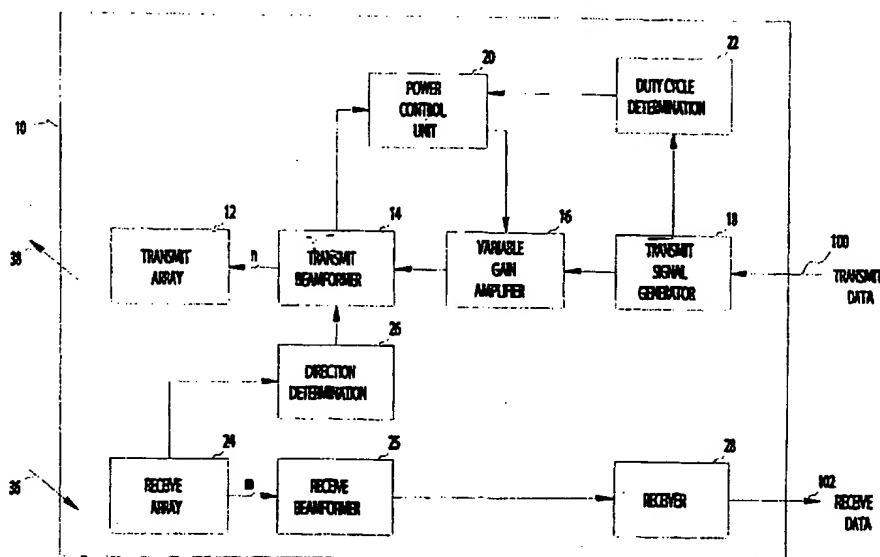 20
22
POWER
CONTROL
UNIT
DUTY CYCLE
DETERMINATION
10
12
14
16
18
38
TRANSMIT
ARRAY
n
TRANSMIT
BEAMFORMER
VARIABLE
GAIN
AMPLIFIER
TRANSMIT
SIGNAL
GENERATOR
100
TRANSMIT
DATA
26
DIRECTION
DETERMINATION
24
25
28
36
RECEIVE
ARRAY
m
RECEIVE
BEAMFORMER
RECEIVER
102
RECEIVE
DATA